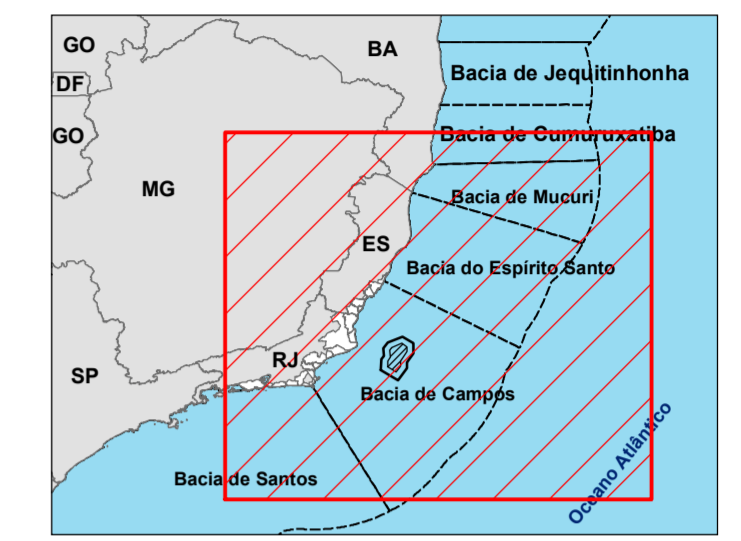 GO
BA
Bacia de Jequitinhonha
DF
GO
Bacia de Cumuruxatiba
MG
Bacia de Mucuri
ES
Bacia do Espírito Santo
RJ
SP
Bacia de Campos
Bacia de Santos
Oceano Atlântico